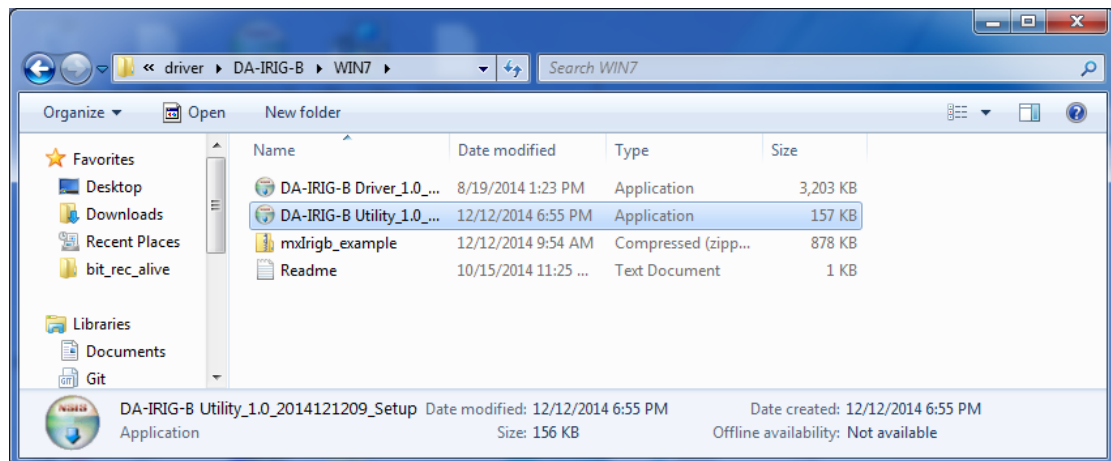 « driver ▸ DA-IRIG-B ▸ WIN7 ▸ Search WIN7
Organize Open New folder
Favorites
Desktop
Downloads
Recent Places
bit_rec_alive
Libraries
Documents
Git
Name Date modified Type Size
DA-IRIG-B Driver_1.0_... 8/19/2014 1:23 PM Application 3,203 KB
DA-IRIG-B Utility_1.0_... 12/12/2014 6:55 PM Application 157 KB
mxIrigb_example 12/12/2014 9:54 AM Compressed (zipp... 878 KB
Readme 10/15/2014 11:25 ... Text Document 1 KB
DA-IRIG-B Utility_1.0_2014121209_Setup Date modified: 12/12/2014 6:55 PM Date created: 12/12/2014 6:55 PM
Application Size: 156 KB Offline availability: Not available